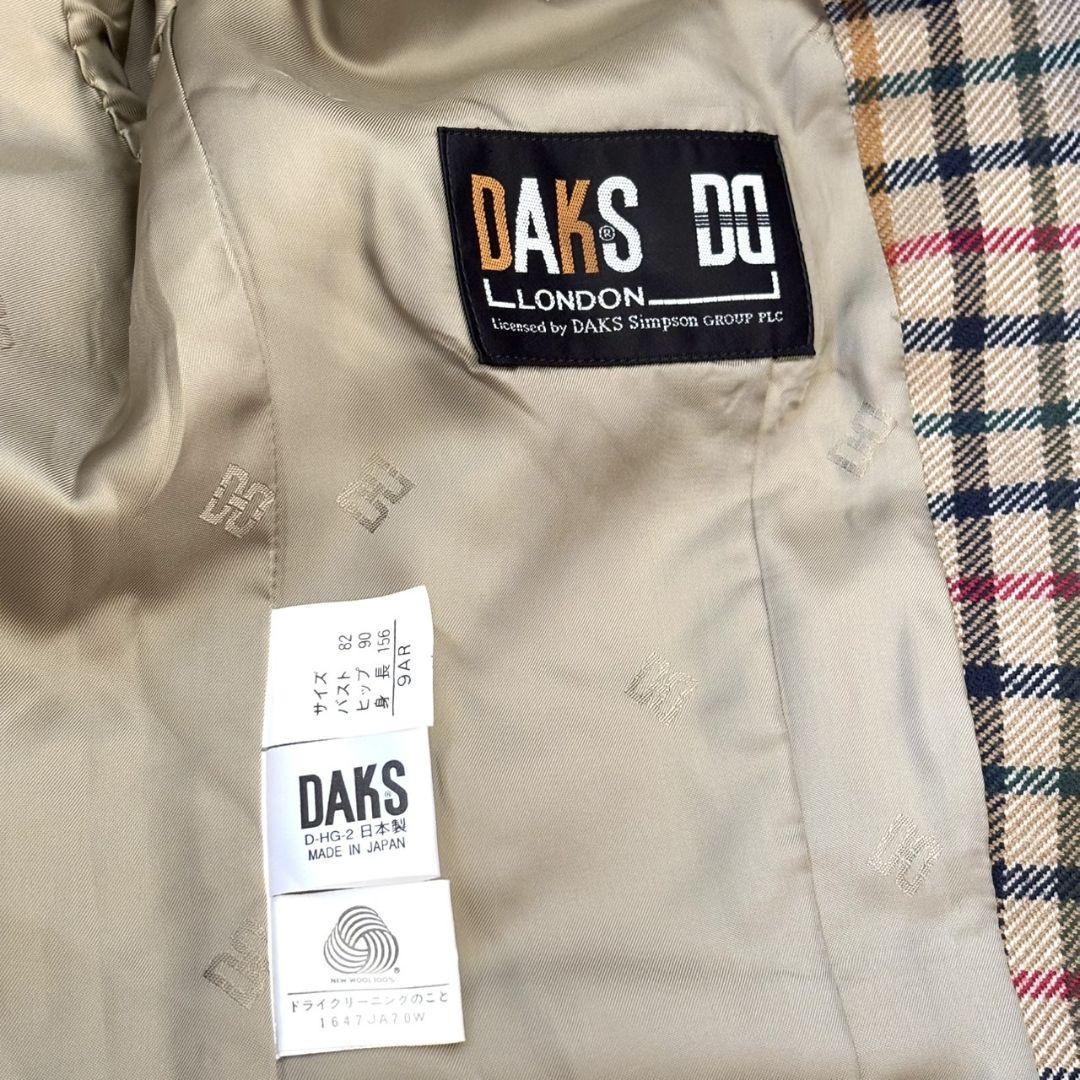 DAKS® DD
LONDON
Licensed by DAKS Simpson GROUP PLC
サイズ
バスト 82
ヒップ 90
身長 156
9AR
DAKS®
D-HG-2 日本製
MADE IN JAPAN
®
NEW WOOL 100%
ドライクリーニングのこと
1647JA70W